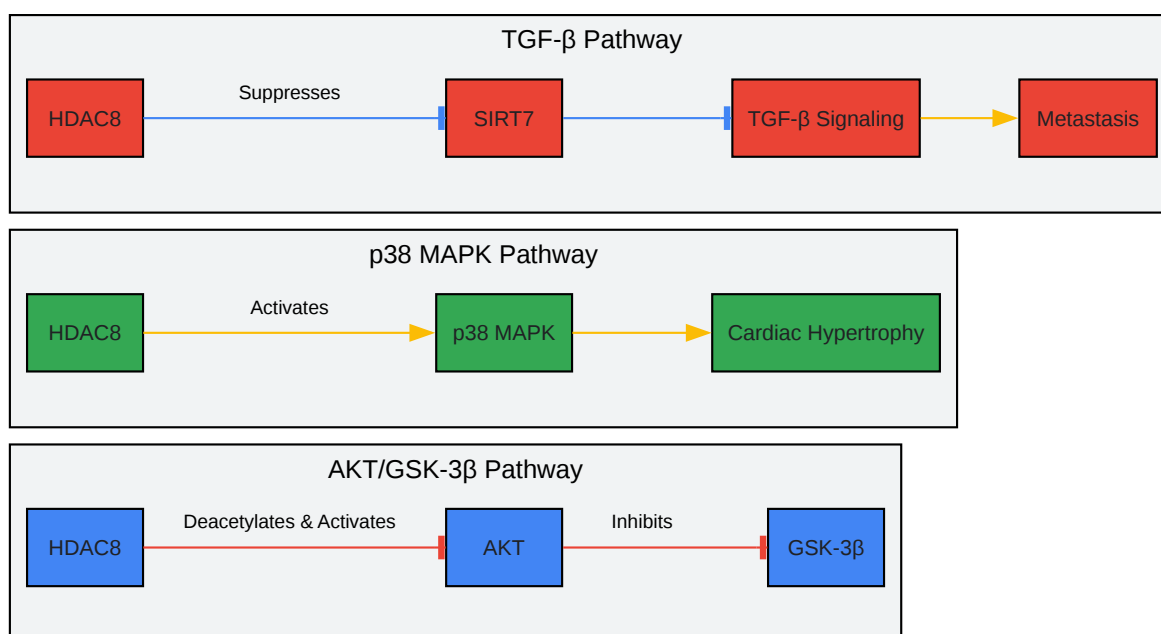 TGF-β Pathway
Suppresses
HDAC8
SIRT7
TGF-β Signaling
Metastasis
p38 MAPK Pathway
Activates
HDAC8
p38 MAPK
Cardiac Hypertrophy
AKT/GSK-3β Pathway
Deacetylates & Activates
Inhibits
HDAC8
AKT
GSK-3β